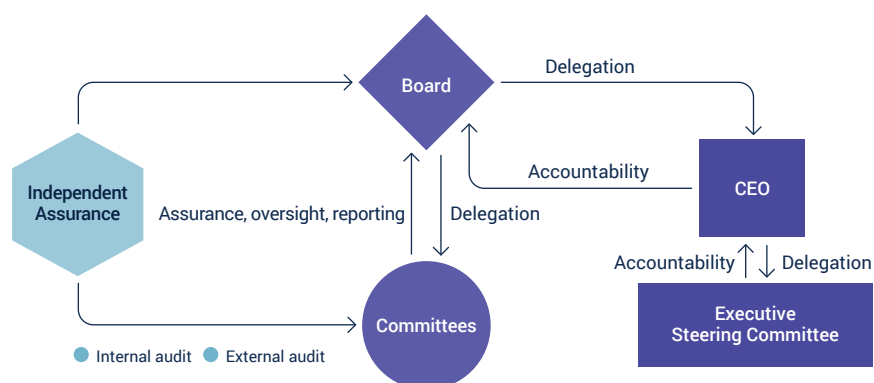 Delegation
Board
Accountability
CEO
Independent
Assurance
Assurance, oversight, reporting
Delegation
Accountability
Delegation
Executive
Steering Committee
Committees
Internal audit
External audit